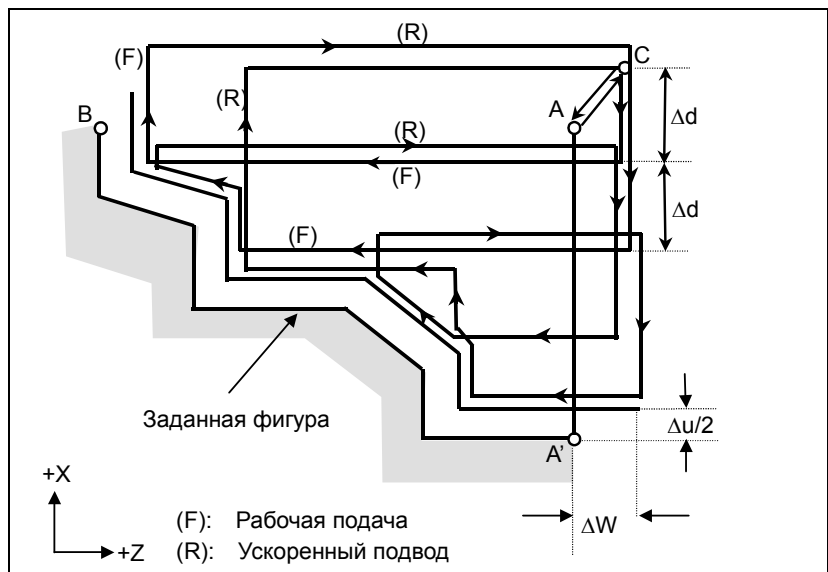 (R)
C
(F)
(R)
B
A
(R)
Δd
(F)
Δd
(F)
Заданная фигура
Δu/2
A'
+X
ΔW
(F): Рабочая подача
+Z
(R): Ускоренный подвод